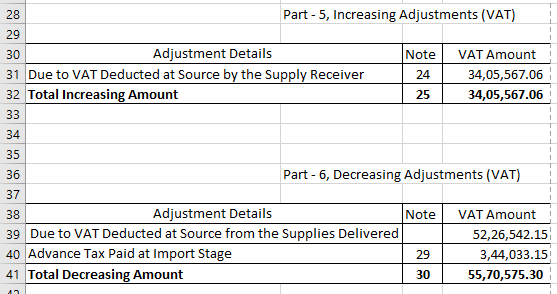 28 Part - 5, Increasing Adjustments (VAT)
29
30 Adjustment Details Note VAT Amount
31 Due to VAT Deducted at Source by the Supply Receiver 24 34,05,567.06
32 Total Increasing Amount 25 34,05,567.06
33
34
35
36 Part - 6, Decreasing Adjustments (VAT)
37
38 Adjustment Details Note VAT Amount
39 Due to VAT Deducted at Source from the Supplies Delivered 52,26,542.15
40 Advance Tax Paid at Import Stage 29 3,44,033.15
41 Total Decreasing Amount 30 55,70,575.30